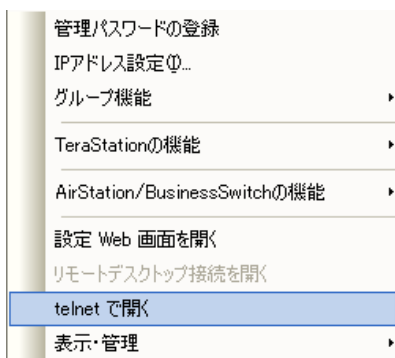 管理パスワードの登録
IPアドレス設定(I)...
グループ機能
TeraStationの機能
AirStation/BusinessSwitchの機能
設定 Web 画面を開く
リモートデスクトップ接続を開く
telnet で開く
表示・管理